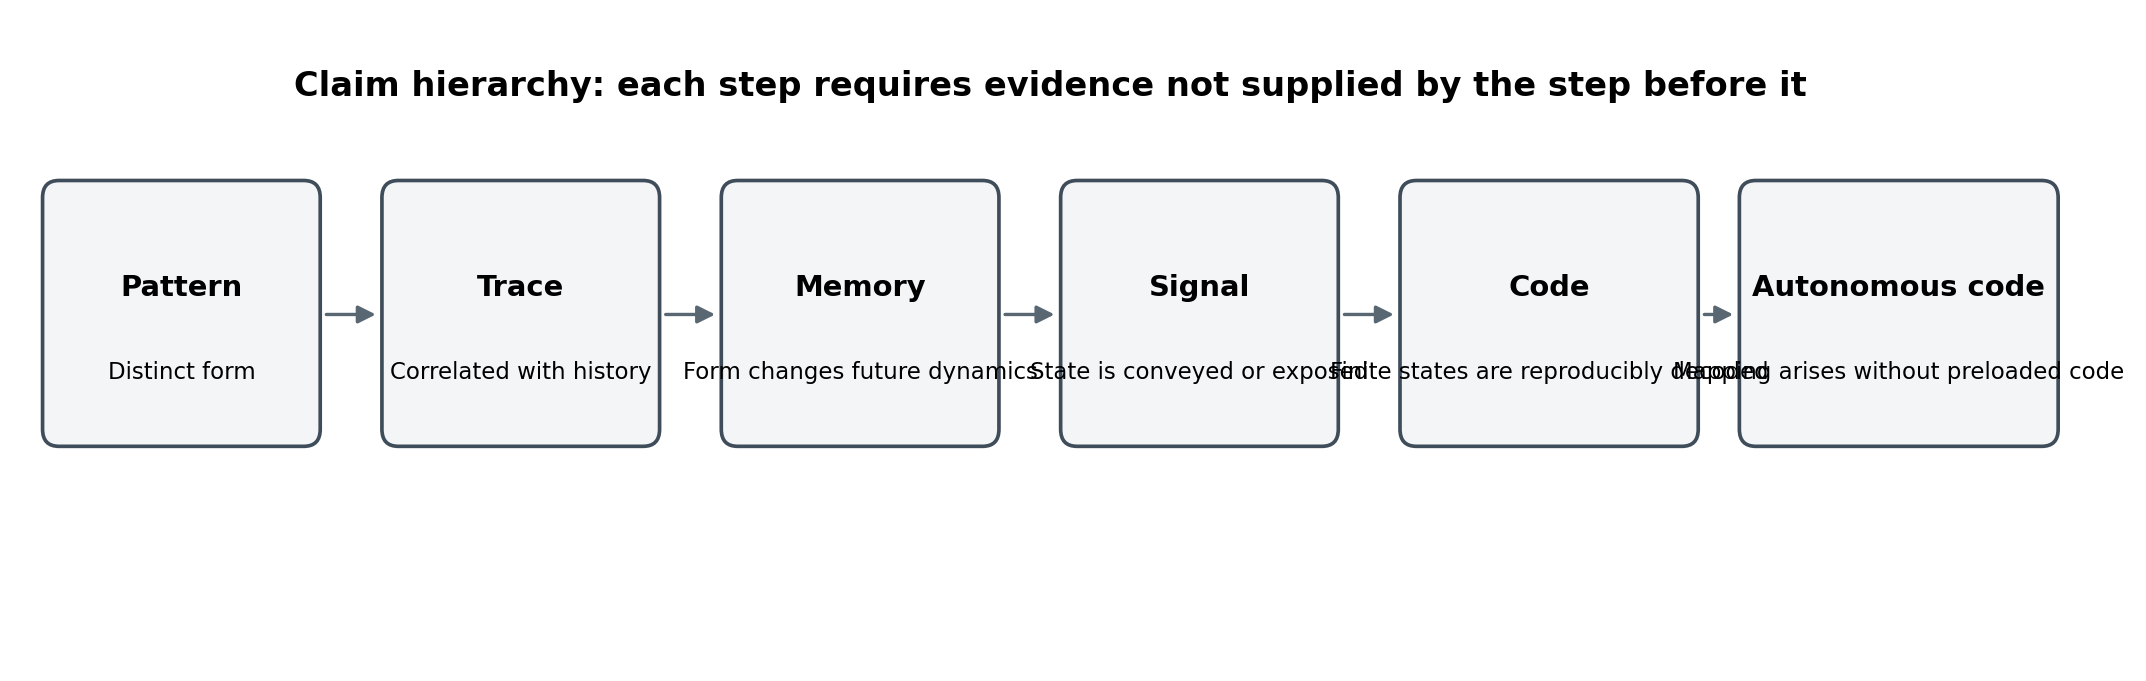 Claim hierarchy: each step requires evidence not supplied by the step before it
Pattern
Distinct form
Trace
Correlated with history
Memory
Form changes future dynamics
Signal
State is conveyed or exposed
Code
Finite states are reproducibly decoded
Autonomous code
Mapping arises without preloaded code